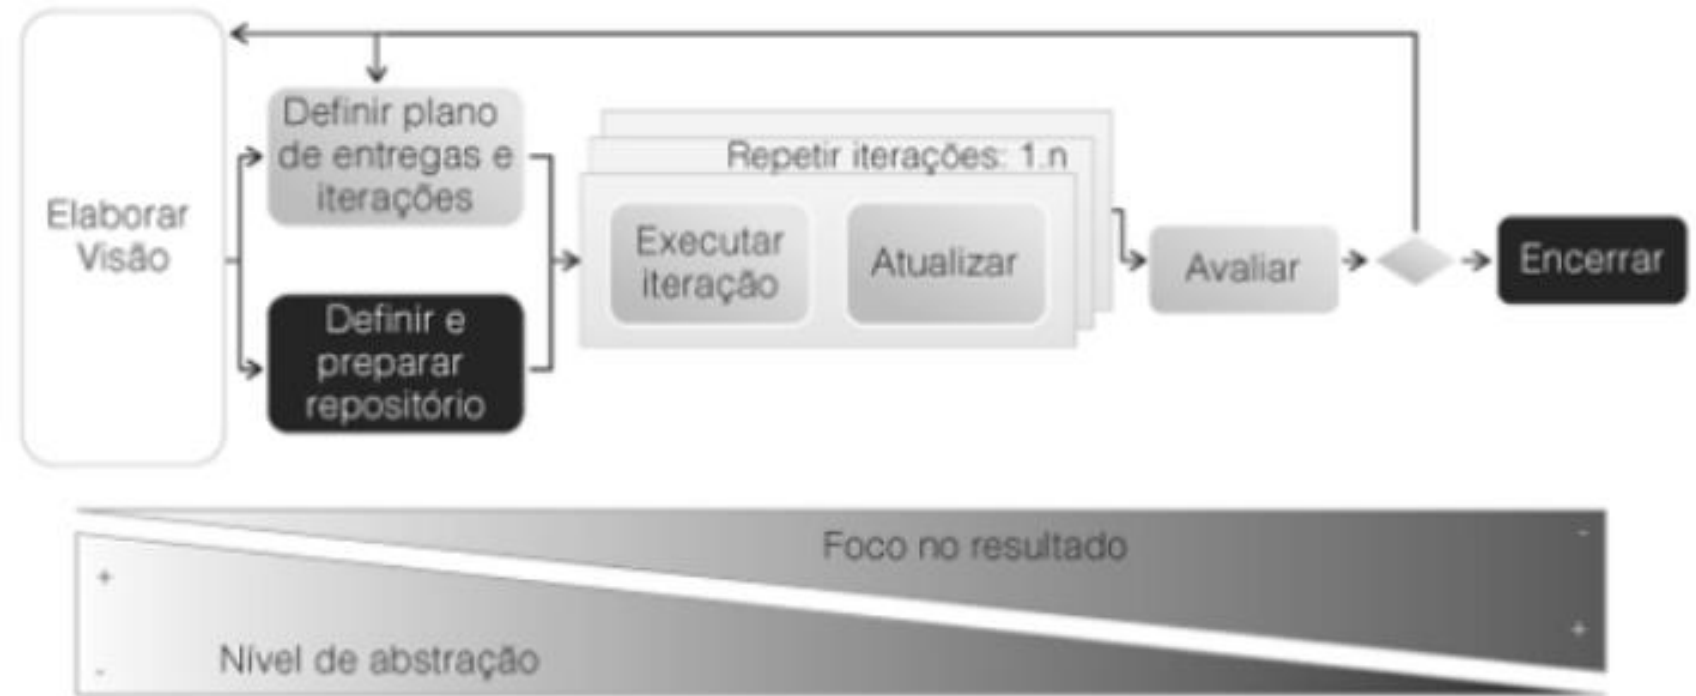 Elaborar
Visão
Definir plano
de entregas e
iterações
Definir e
preparar
repositório
Repetir iterações: 1.n
Executar
iteração
Atualizar
Avaliar
Encerrar
Foco no resultado
-
+
+
Nível de abstração
-